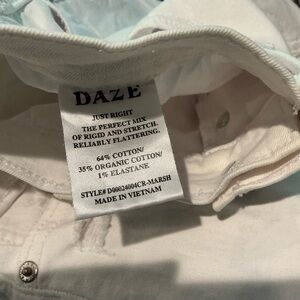 DAZE
JUST RIGHT
THE PERFECT MIX
OF RIGID AND STRETCH.
RELIABLY FLATTERING.
64% COTTON/
35% ORGANIC COTTON/
1% ELASTANE
STYLE# D00024004CR-MARSH
MADE IN VIETNAM